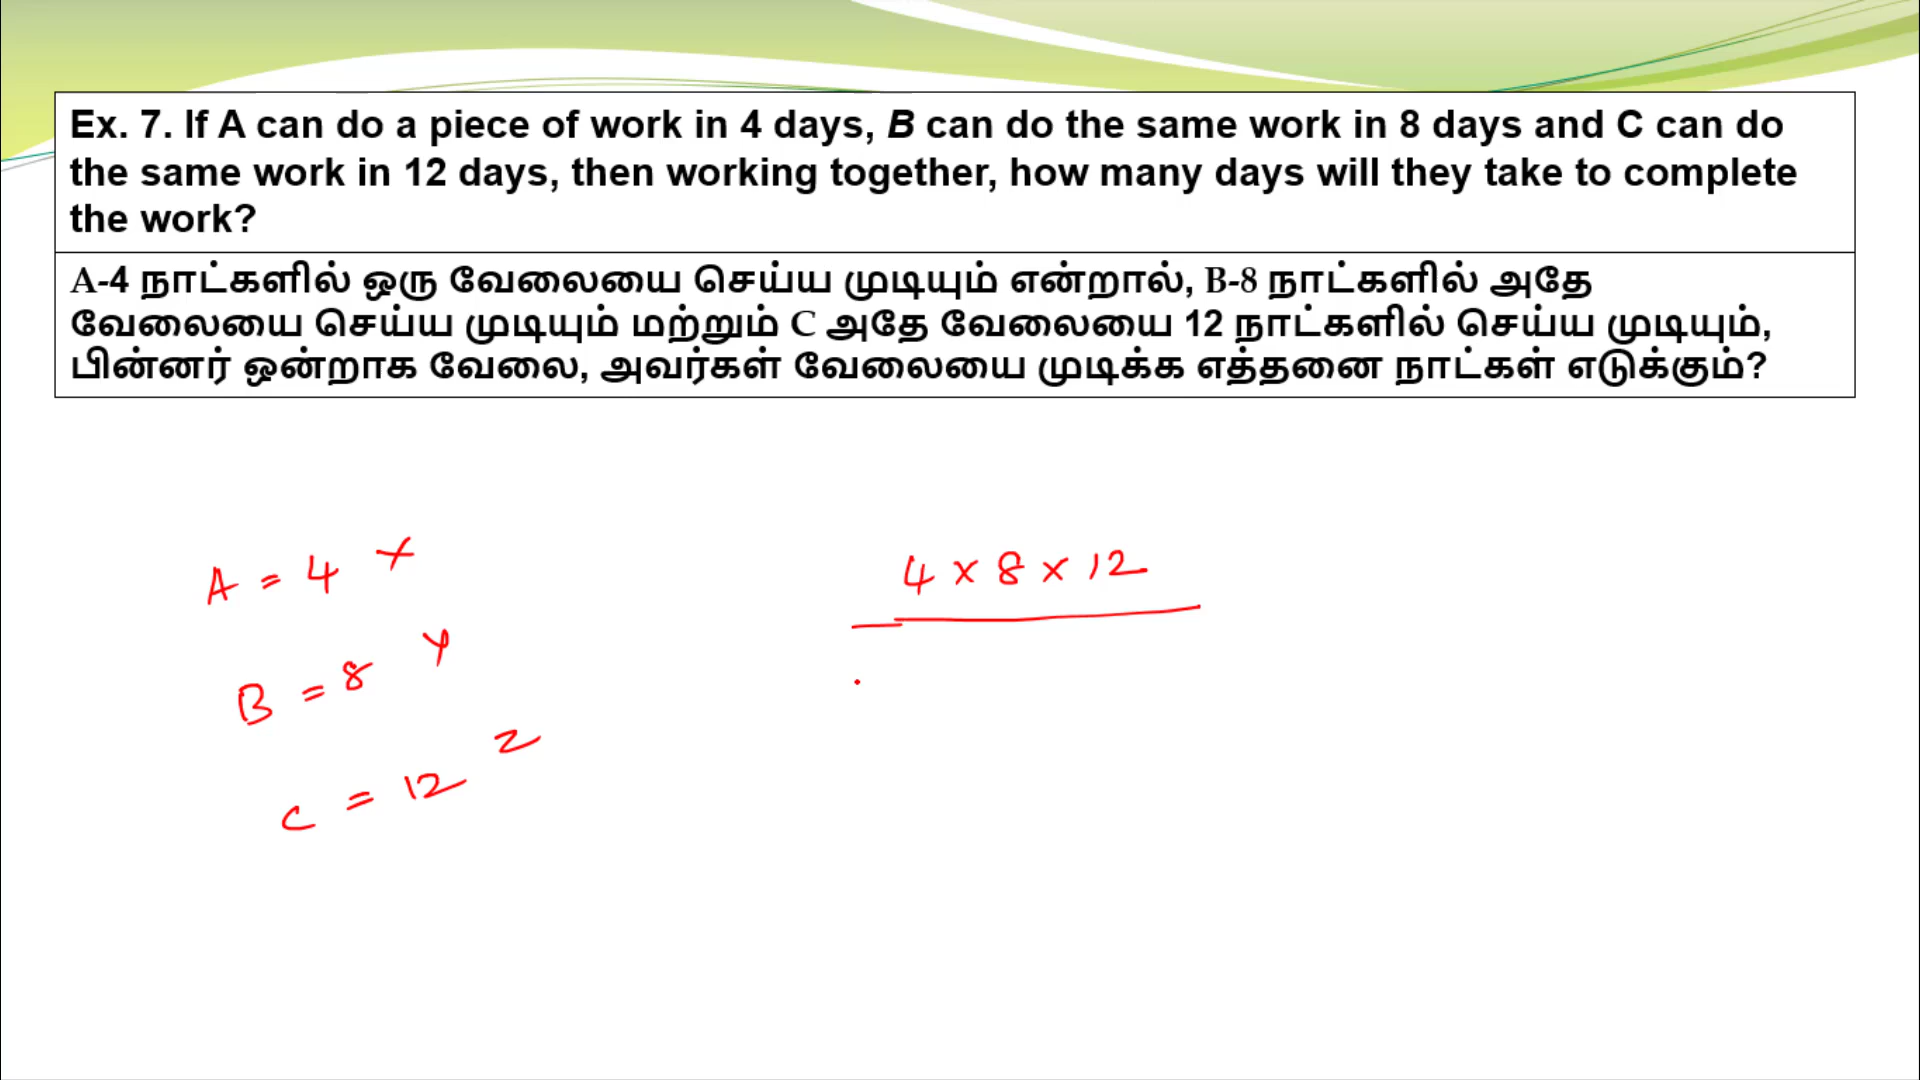 Ex. 7. If A can do a piece of work in 4 days, B can do the same work in 8 days and C can do
the same work in 12 days, then working together, how many days will they take to complete
the work?
A-4 நாட்களில் ஒரு வேலையை செய்ய முடியும் என்றால், B-8 நாட்களில் அதே
வேலையை செய்ய முடியும் மற்றும் C அதே வேலையை 12 நாட்களில் செய்ய முடியும்,
பின்னர் ஒன்றாக வேலை, அவர்கள் வேலையை முடிக்க எத்தனை நாட்கள் எடுக்கும்?
A = 4 x
B = 8 y
C = 12 z
4 × 8 × 12